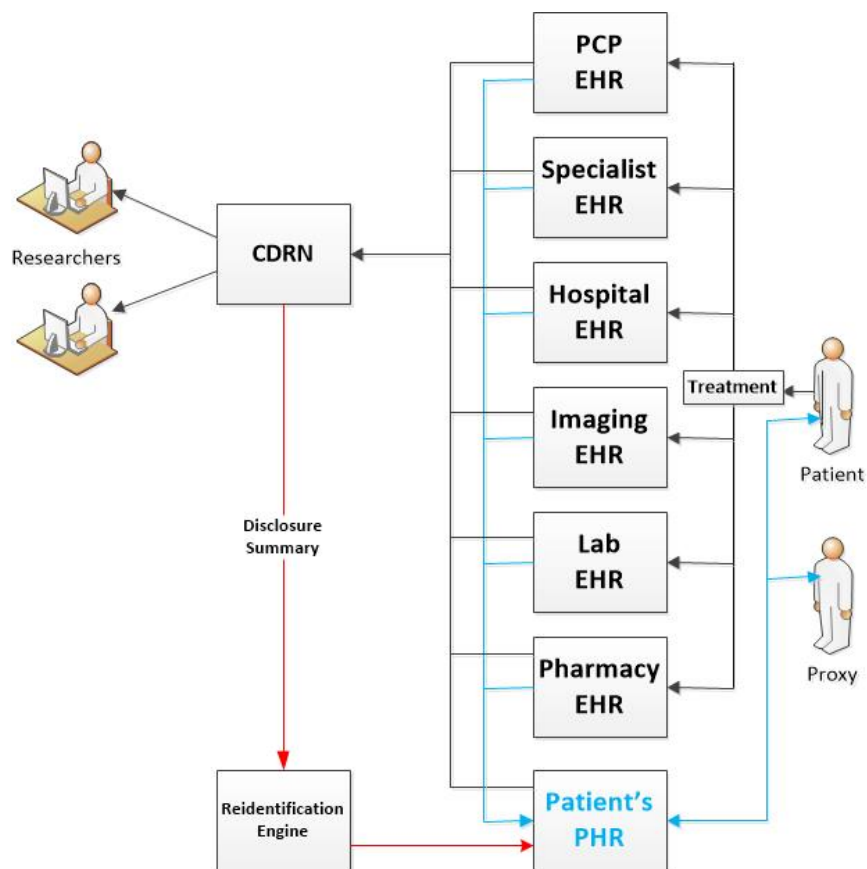 PCP
EHR
Specialist
EHR
Researchers
CDRN
Hospital
EHR
Treatment
Imaging
EHR
Patient
Disclosure
Summary
Lab
EHR
Proxy
Pharmacy
EHR
Reidentification
Engine
Patient's
PHR